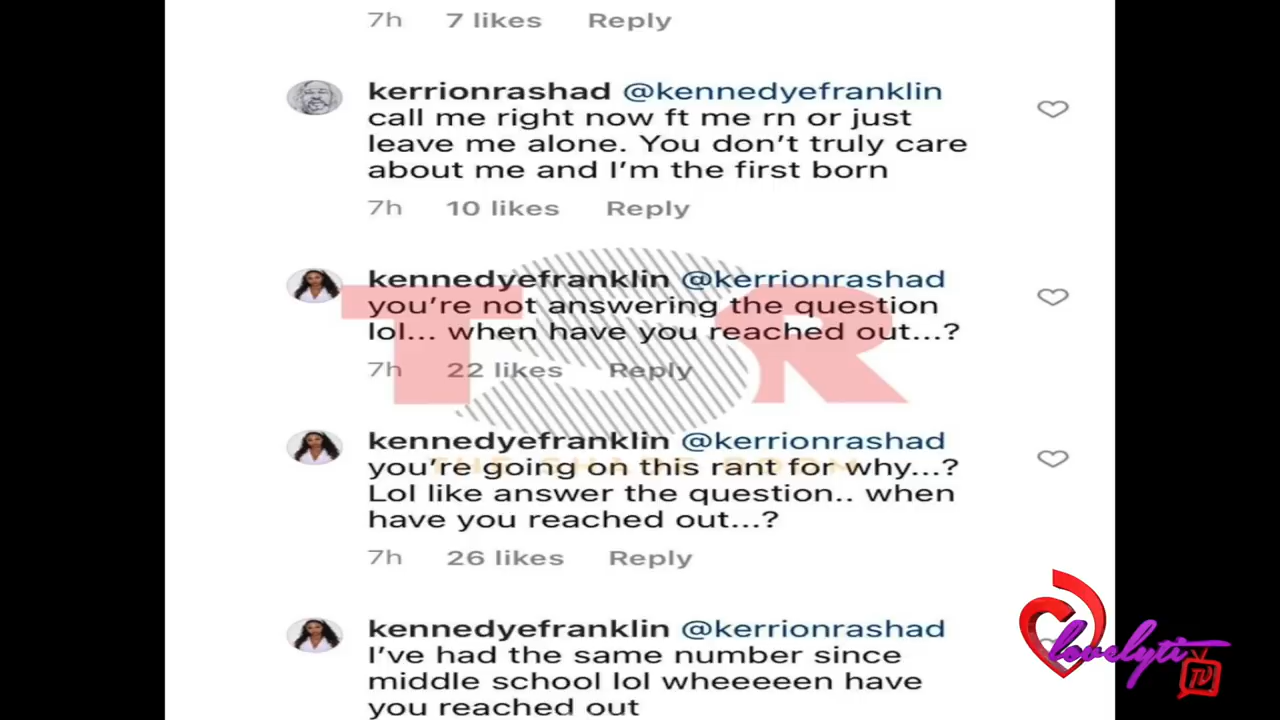 7h 7 likes Reply
kerrionrashad @kennedyefranklin
call me right now ft me rn or just
leave me alone. You don't truly care
about me and I'm the first born
7h 10 likes Reply
kennedyefranklin @kerrionrashad
you're not answering the question
lol... when have you reached out...?
7h 22 likes Reply
TSR
kennedyefranklin @kerrionrashad
you're going on this rant for why...?
THE SHADE ROOM
Lol like answer the question.. when
have you reached out...?
7h 26 likes Reply
kennedyefranklin @kerrionrashad
I've had the same number since
middle school lol wheeeeen have
you reached out
lovelyti
TV